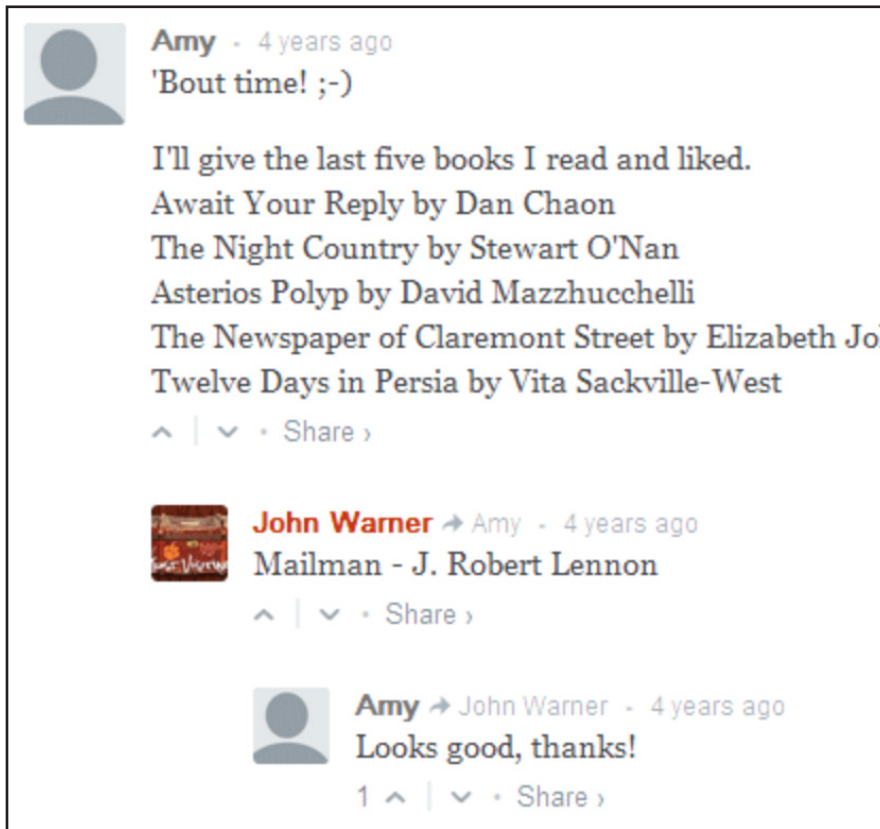 Amy - 4 years ago
'Bout time! ;-)
I'll give the last five books I read and liked.
Await Your Reply by Dan Chaon
The Night Country by Stewart O'Nan
Asterios Polyp by David Mazzhucchelli
The Newspaper of Claremont Street by Elizabeth
Twelve Days in Persia by Vita Sackville-West
• Share ›
John Warner Amy - 4 years ago
Mailman - J. Robert Lennon
• Share ›
Amy John Warner - 4 years ago
Looks good, thanks!
1 • Share ›